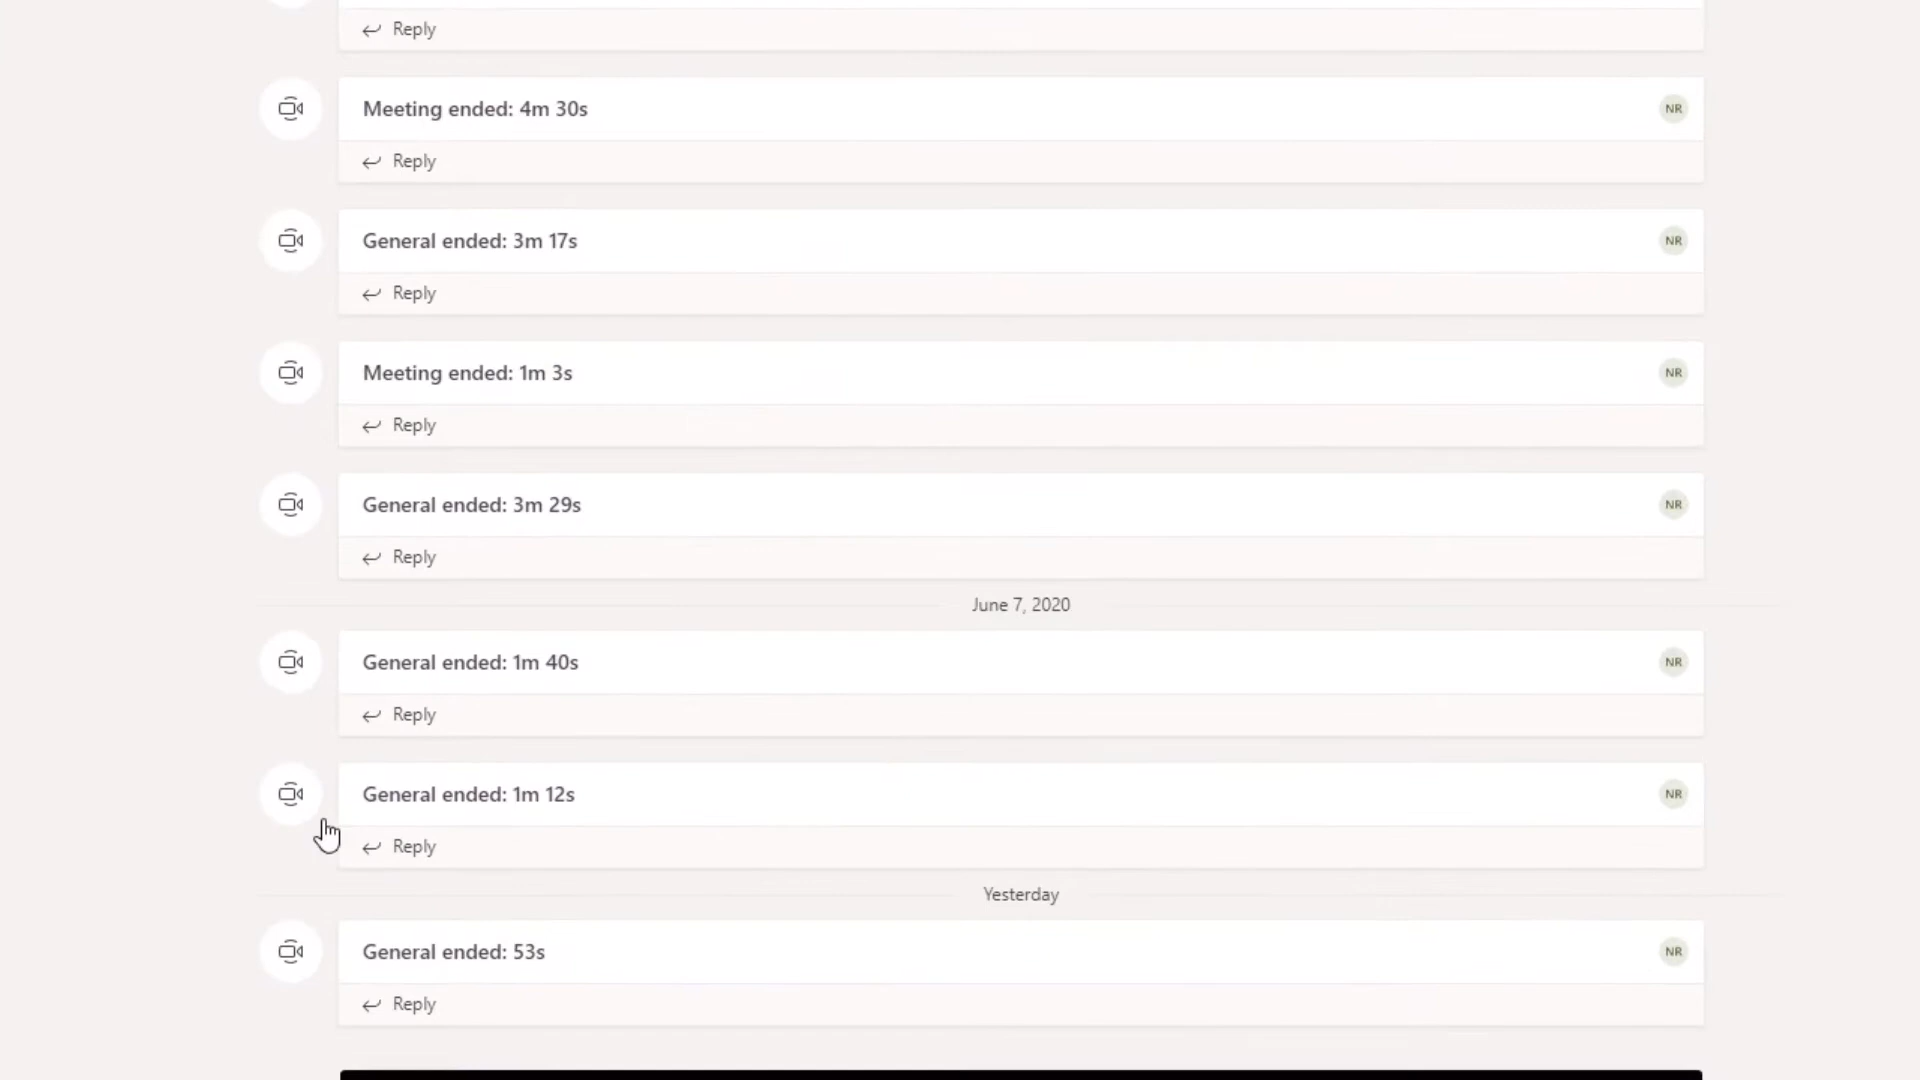 Reply
Meeting ended: 4m 30s
NR
Reply
General ended: 3m 17s
NR
Reply
Meeting ended: 1m 3s
NR
Reply
General ended: 3m 29s
NR
Reply
June 7, 2020
General ended: 1m 40s
NR
Reply
General ended: 1m 12s
NR
Reply
Yesterday
General ended: 53s
NR
Reply